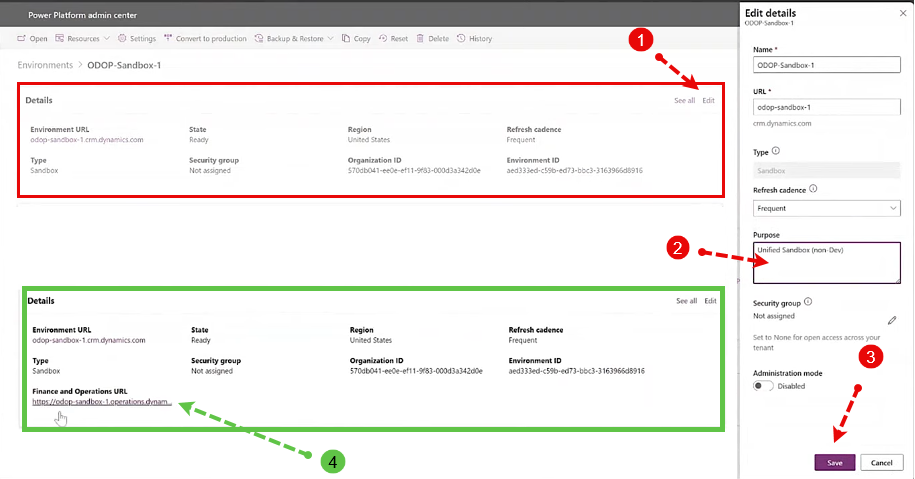 Power Platform admin center
Open Resources Settings Convert to production Backup & Restore Copy Reset Delete History
Environments > ODOP-Sandbox-1
1
Details See all Edit
Environment URL State Region Refresh cadence
odop-sandbox-1.crm.dynamics.com Ready United States Frequent
Type Security group Organization ID Environment ID
Sandbox Not assigned 570db041-ee0e-ef11-9f83-000d3a342d0e aed333ed-c59b-ed73-bbc3-3163966d8916
Details See all Edit
Environment URL State Region Refresh cadence
odop-sandbox-1.crm.dynamics.com Ready United States Frequent
Type Security group Organization ID Environment ID
Sandbox Not assigned 570db041-ee0e-ef11-9f83-000d3a342d0e aed333ed-c59b-ed73-bbc3-3163966d8916
Finance and Operations URL
https://odop-sandbox-1.operations.dynam...
4
Edit details
ODOP-Sandbox-1
Name *
ODOP-Sandbox-1
URL *
odop-sandbox-1
crm.dynamics.com
Type
Sandbox
Refresh cadence
Frequent
Purpose
2
Unified Sandbox (non-Dev)
Security group
Not assigned
Set to None for open access across your
tenant
3
Administration mode
Disabled
Save Cancel